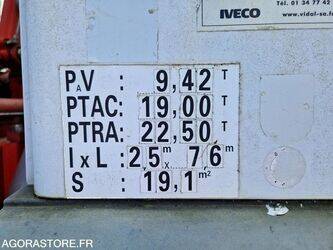 Tél. 01 34 77 42
IVECO www.vidal-sa.fr
PAV : 9,42 T
PTAC : 19,00 T
PTRA : 22,50 T
I x L : 2,5 m x 7,6 m
S : 19,1 m²
AGORASTORE.FR